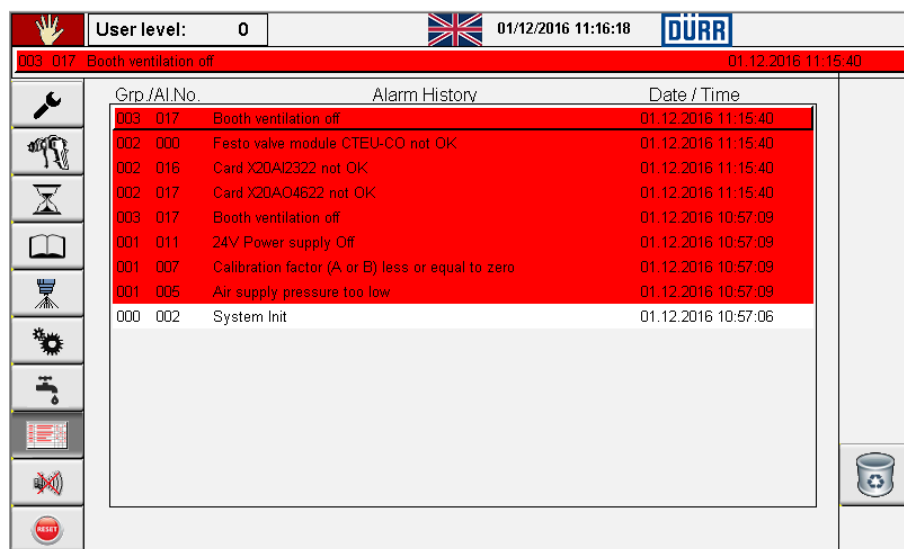 User level: 0 01/12/2016 11:16:18 DÜRR
003 017 Booth ventilation off 01.12.2016 11:15:40
Grp./Al.No. Alarm History Date / Time
003 017 Booth ventilation off 01.12.2016 11:15:40
002 000 Festo valve module CTEU-CO not OK 01.12.2016 11:15:40
002 016 Card X20AI2322 not OK 01.12.2016 11:15:40
002 017 Card X20AO4622 not OK 01.12.2016 11:15:40
003 017 Booth ventilation off 01.12.2016 10:57:09
001 011 24V Power supply Off 01.12.2016 10:57:09
001 007 Calibration factor (A or B) less or equal to zero 01.12.2016 10:57:09
001 005 Air supply pressure too low 01.12.2016 10:57:09
000 002 System Init 01.12.2016 10:57:06
RESET